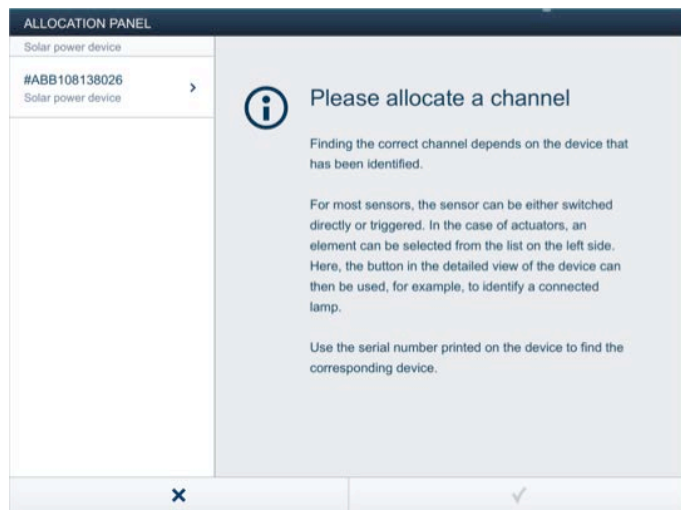 ALLOCATION PANEL
Solar power device
#ABB108138026
Solar power device
Please allocate a channel
Finding the correct channel depends on the device that
has been identified.
For most sensors, the sensor can be either switched
directly or triggered. In the case of actuators, an
element can be selected from the list on the left side.
Here, the button in the detailed view of the device can
then be used, for example, to identify a connected
lamp.
Use the serial number printed on the device to find the
corresponding device.